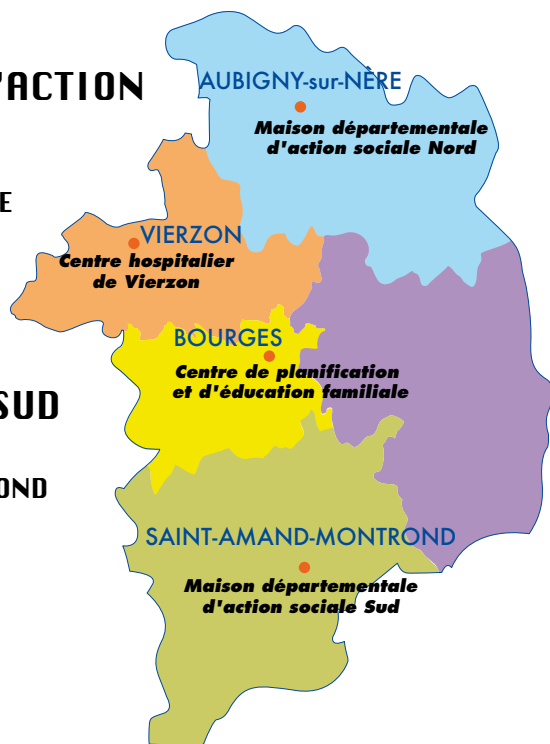 'ACTION
AUBIGNY-sur-NÈRE
Maison départementale
d'action sociale Nord
E
VIERZON
Centre hospitalier
de Vierzon
BOURGES
Centre de planification
et d'éducation familiale
SUD
OND
SAINT-AMAND-MONTROND
Maison départementale
d'action sociale Sud